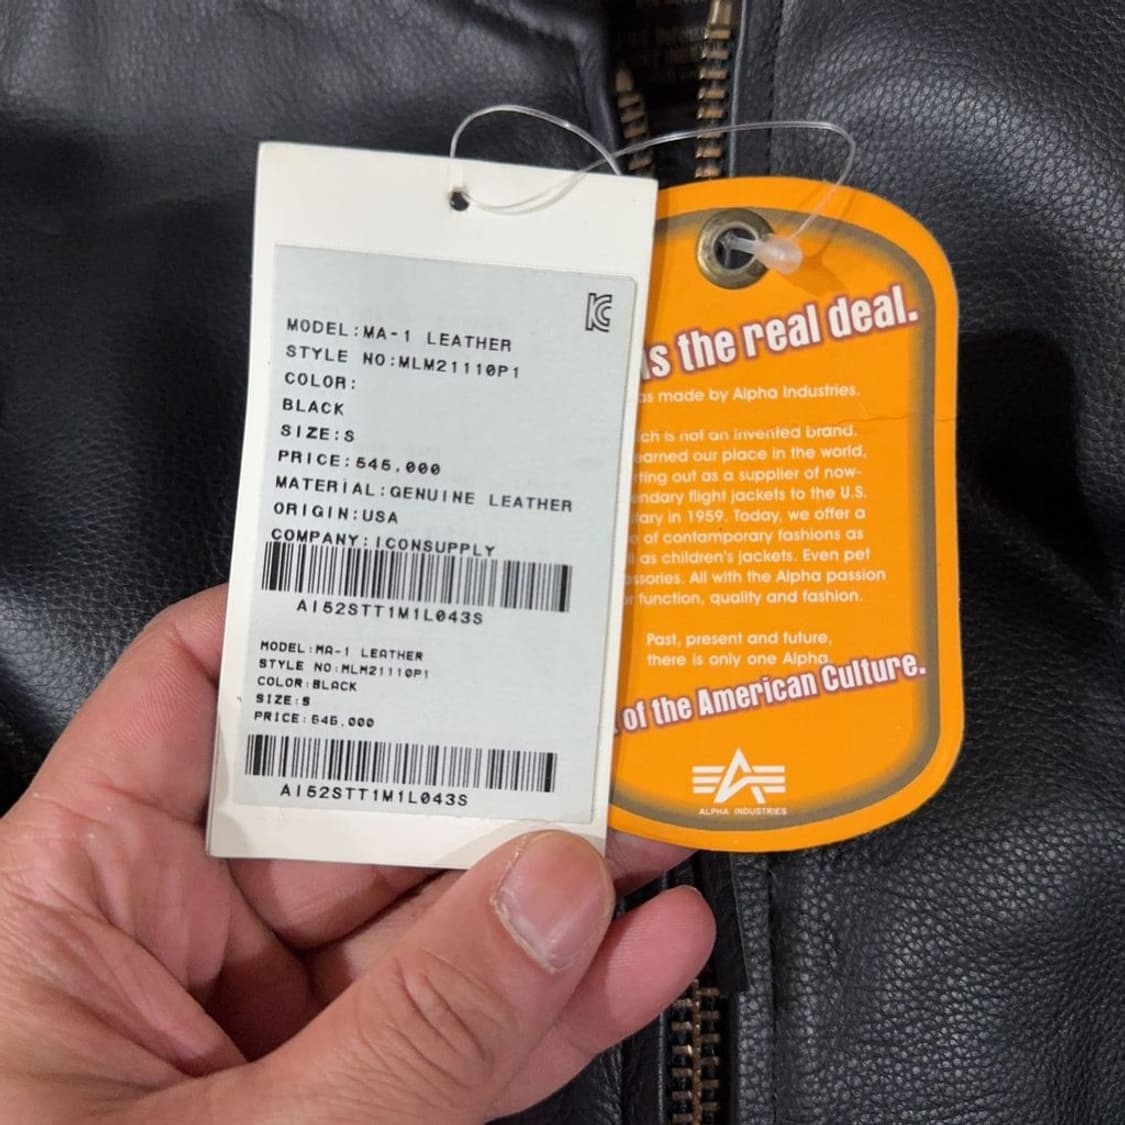 MODEL:MA-1 LEATHER
STYLE NO:MLM21110P1
COLOR:
BLACK
SIZE:S
PRICE:545,000
MATERIAL:GENUINE LEATHER
ORIGIN:USA
COMPANY:ICONSUPPLY
AI52STT1M1L043S
MODEL:MA-1 LEATHER
STYLE NO:MLM21110P1
COLOR:BLACK
SIZE:S
PRICE:545,000
AI52STT1M1L043S
is the real deal.
as made by Alpha Industries.
is not an invented brand.
earned our place in the world,
out as a supplier of now-
flight jackets to the U.S.
in 1959. Today, we offer a
of contamporary fashions as
as children's jackets. Even pet
All with the Alpha passion
function, quality and fashion.
Past, present and future,
there is only one Alpha.
of the American Culture.
ALPHA INDUSTRIES